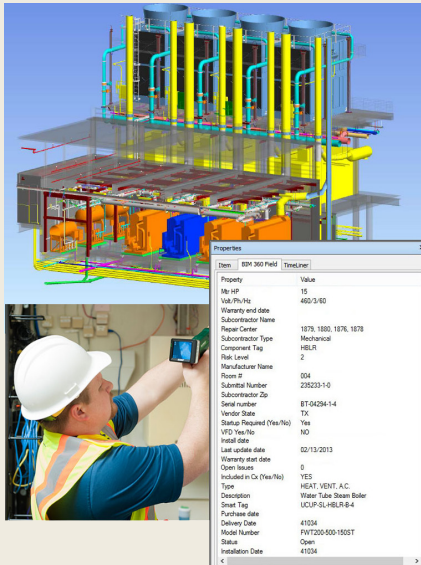 Properties
Item BIM 360 Field TimeLiner
Property Value
Mtr HP 15
Volt/Ph/Hz 460/3/60
Warranty end date
Subcontractor Name
Repair Center 1879, 1880, 1876, 1878
Subcontractor Type Mechanical
Component Tag HBLR
Risk Level 2
Manufacturer Name
Room # 004
Submittal Number 235233-1-0
Subcontractor Zip
Serial number BT-04294-1-4
Vendor State TX
Startup Required (Yes/No) Yes
VFD Yes/No NO
Install date
Last update date 02/13/2013
Warranty start date
Open Issues 0
Included in Cx (Yes/No) YES
Type HEAT, VENT, A.C.
Description Water Tube Steam Boiler
Smart Tag UCUP-SL-HBLR-B-4
Purchase date
Delivery Date 41034
Model Number FWT200-500-150ST
Status Open
Installation Date 41034